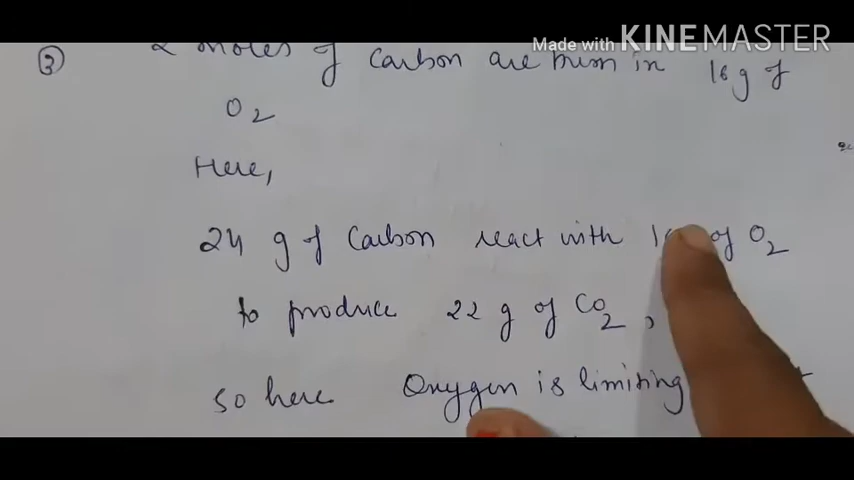 Made with KINEMASTER
③ 2 moles of Carbon are burn in 16g of
O2
Here,
24 g of Carbon react with of O2
to produce 22 g of CO2,
so here Oxygen is limiting